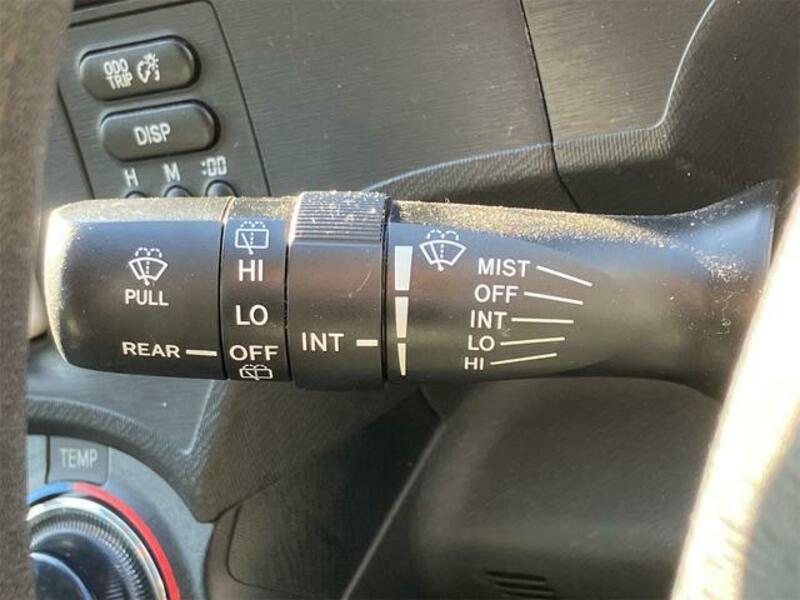 ODO
TRIP
DISP
H M :00
PULL
REAR
HI
LO
OFF
INT
MIST
OFF
INT
LO
HI
TEMP